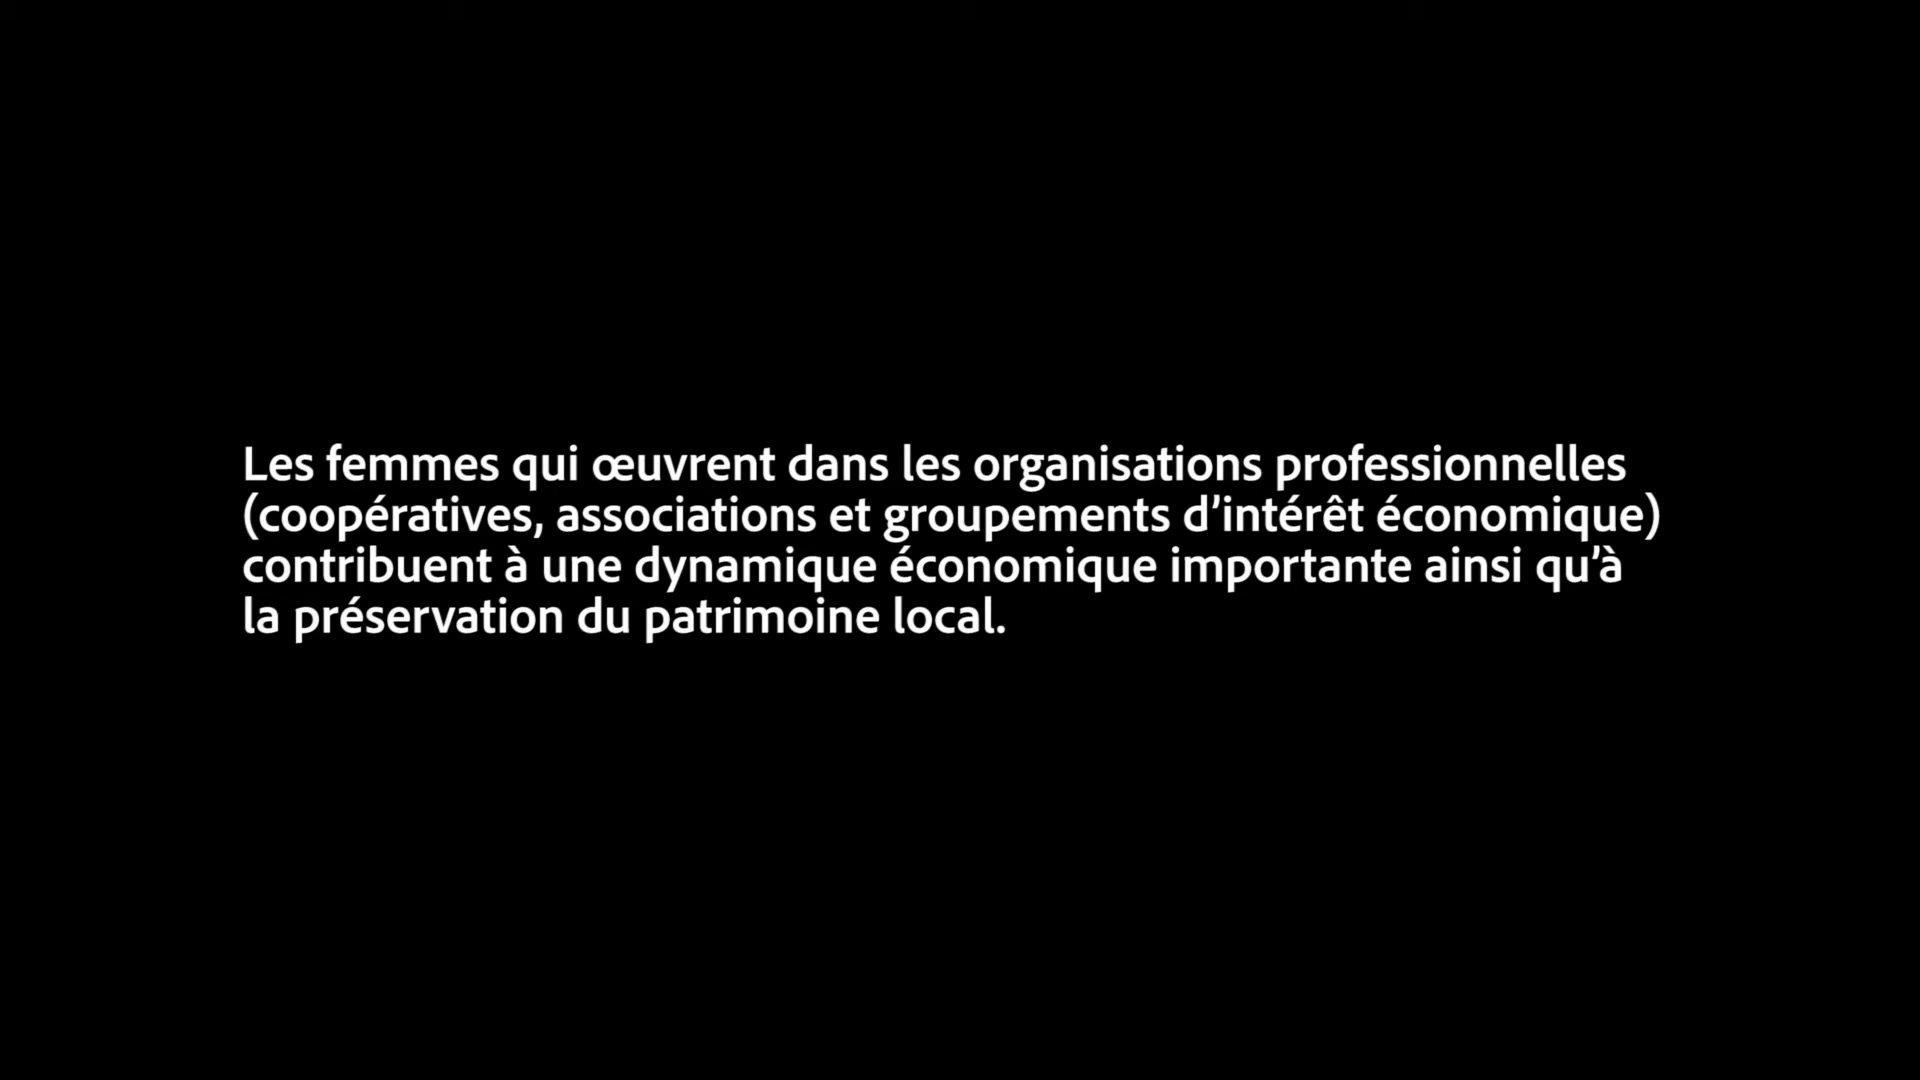 Les femmes qui œuvrent dans les organisations professionnelles
(coopératives, associations et groupements d’intérêt économique)
contribuent à une dynamique économique importante ainsi qu’à
la préservation du patrimoine local.